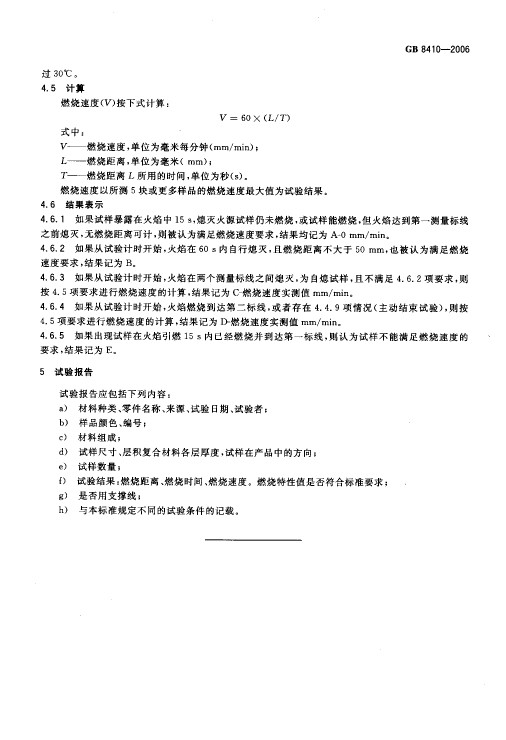 GB 8410—2006
过30℃。
4.5 计算
燃烧速度(V)按下式计算：
V = 60×(L/T)
式中：
V——燃烧速度,单位为毫米每分钟(mm/min)；
L——燃烧距离,单位为毫米( mm)；
T——燃烧距离 L 所用的时间,单位为秒(s)。
燃烧速度以所测5块或更多样品的燃烧速度最大值为试验结果。
4.6 结果表示
4.6.1 如果试样暴露在火焰中15 s,熄灭火源试样仍未燃烧,或试样能燃烧,但火焰达到第一测量标线
之前熄灭,无燃烧距离可计,则被认为满足燃烧速度要求,结果均记为 A-0 mm/min。
4.6.2 如果从试验计时开始,火焰在60 s内自行熄灭,且燃烧距离不大于50 mm,也被认为满足燃烧
速度要求,结果记为 B。
4.6.3 如果从试验计时开始,火焰在两个测量标线之间熄灭,为自熄试样,且不满足4.6.2项要求,则
按4.5项要求进行燃烧速度的计算,结果记为 C-燃烧速度实测值 mm/min。
4.6.4 如果从试验计时开始,火焰燃烧到达第二标线,或者存在4.4.9项情况(主动结束试验),则按
4.5项要求进行燃烧速度的计算,结果记为 D-燃烧速度实测值 mm/min。
4.6.5 如果出现试样在火焰引燃15 s内已经燃烧并到达第一标线,则认为试样不能满足燃烧速度的
要求,结果记为 E。
5 试验报告
试验报告应包括下列内容：
a) 材料种类、零件名称、来源、试验日期、试验者；
b) 样品颜色、编号；
c) 材料组成；
d) 试样尺寸、层积复合材料各层厚度,试样在产品中的方向；
e) 试样数量；
f) 试验结果：燃烧距离、燃烧时间、燃烧速度。燃烧特性值是否符合标准要求；
g) 是否用支撑线；
h) 与本标准规定不同的试验条件的记载。